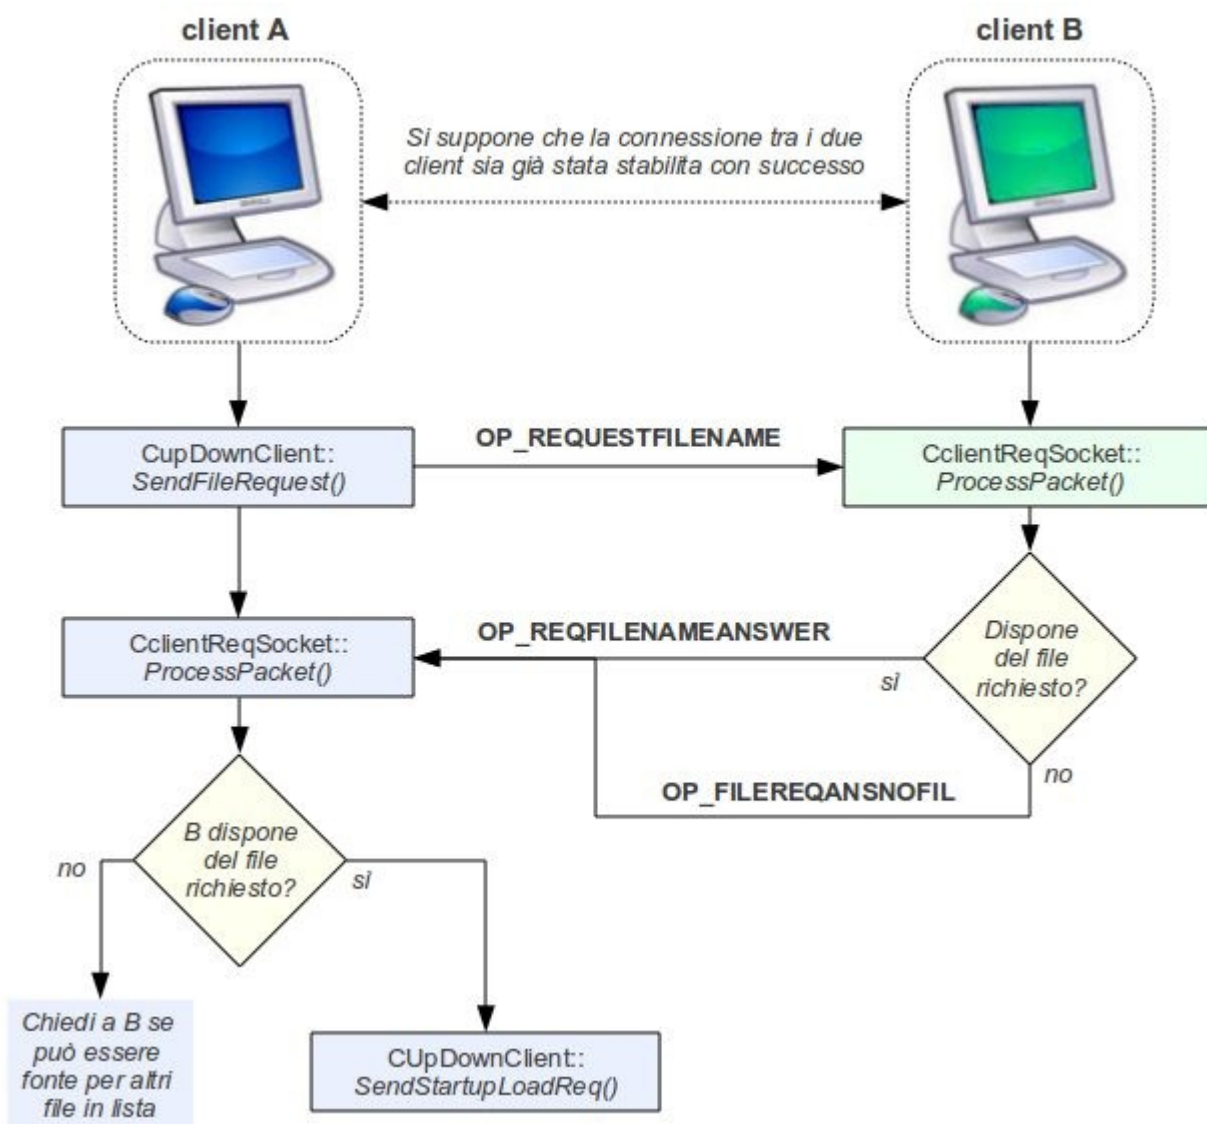 client A
client B
Si suppone che la connessione tra i due
client sia già stata stabilita con successo
CupDownClient::
SendFileRequest()
OP_REQUESTFILENAME
CclientReqSocket::
ProcessPacket()
CclientReqSocket::
ProcessPacket()
OP_REQFILENAMEANSWER
sì
Dispone
del file
richiesto?
no
OP_FILEREQANSNOFIL
B dispone
del file
richiesto?
no
sì
Chiedi a B se
può essere
fonte per altri
file in lista
CUpDownClient::
SendStartupLoadReq()